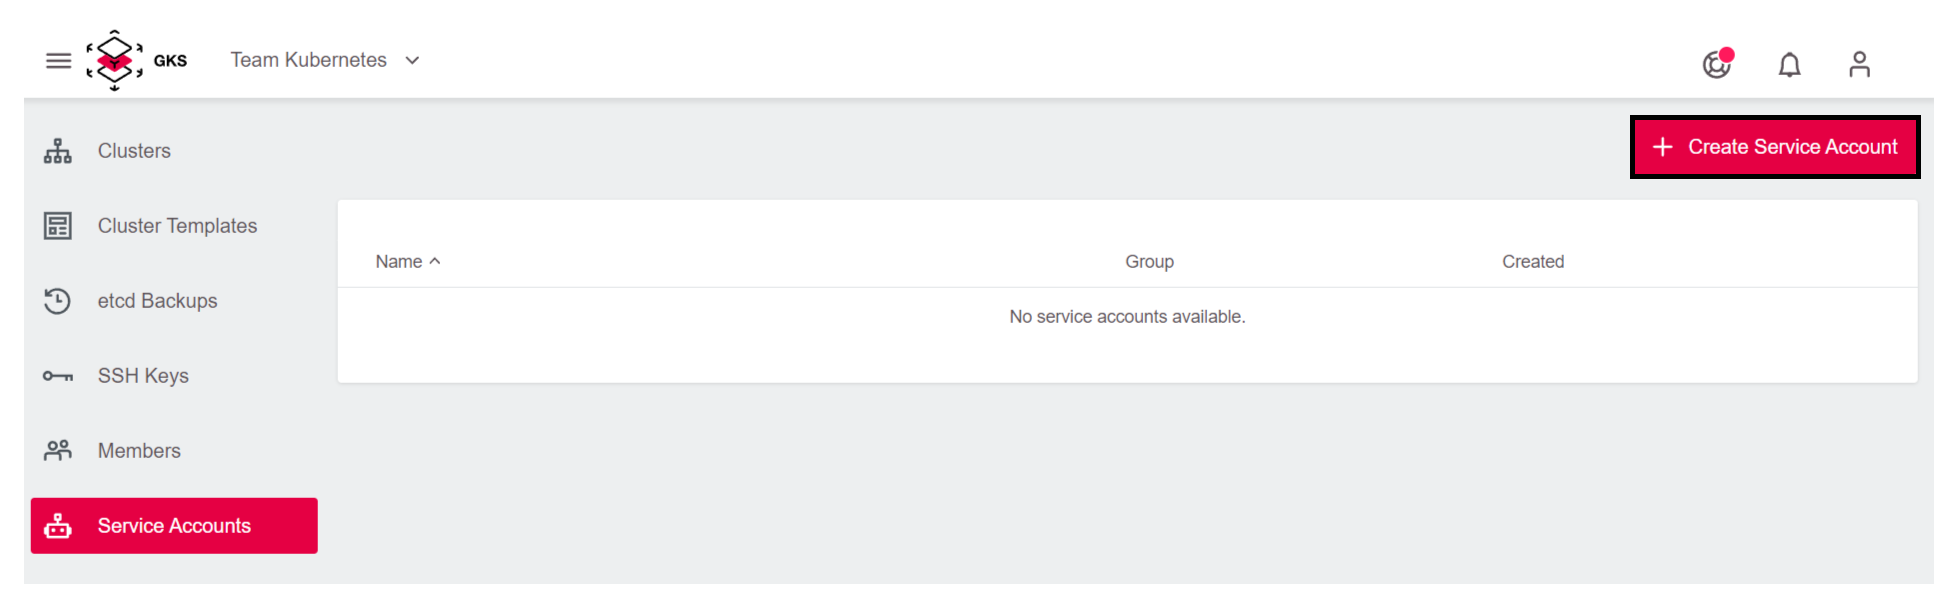 GKS
Team Kubernetes
Clusters
Create Service Account
Cluster Templates
Name
Group
Created
etcd Backups
No service accounts available.
SSH Keys
Members
Service Accounts